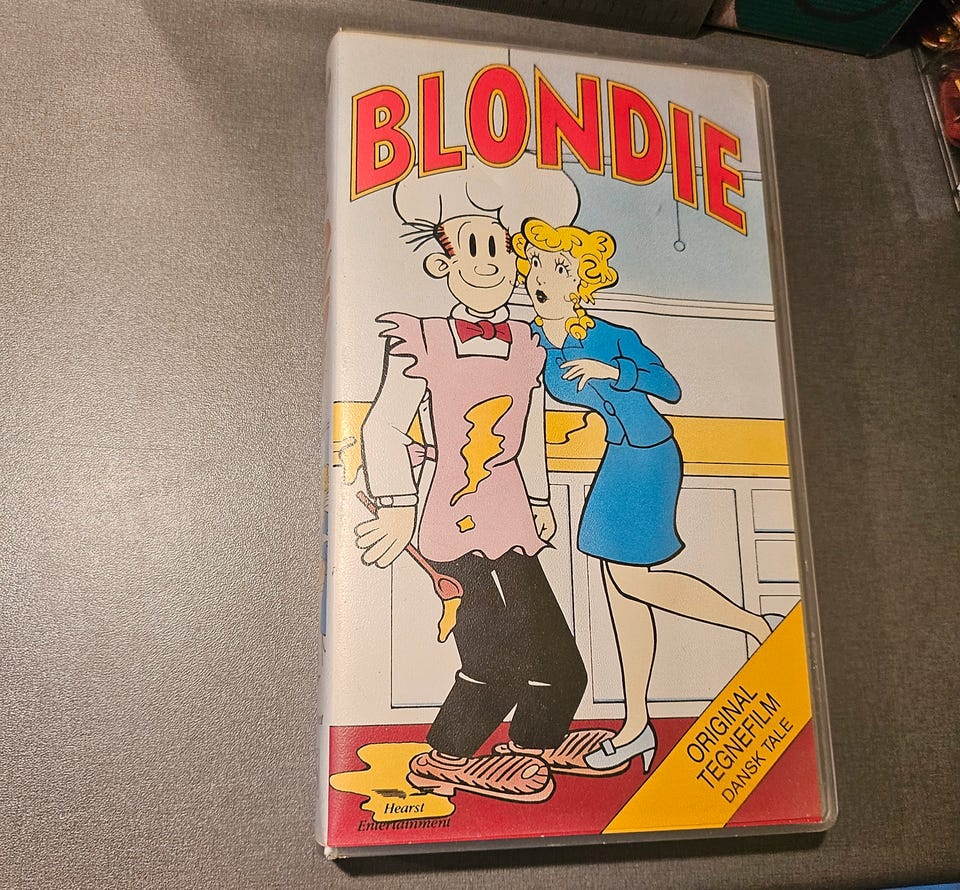 BLONDIE
ORIGINAL
TEGNEFILM
DANSK TALE
Hearst
Entertainment